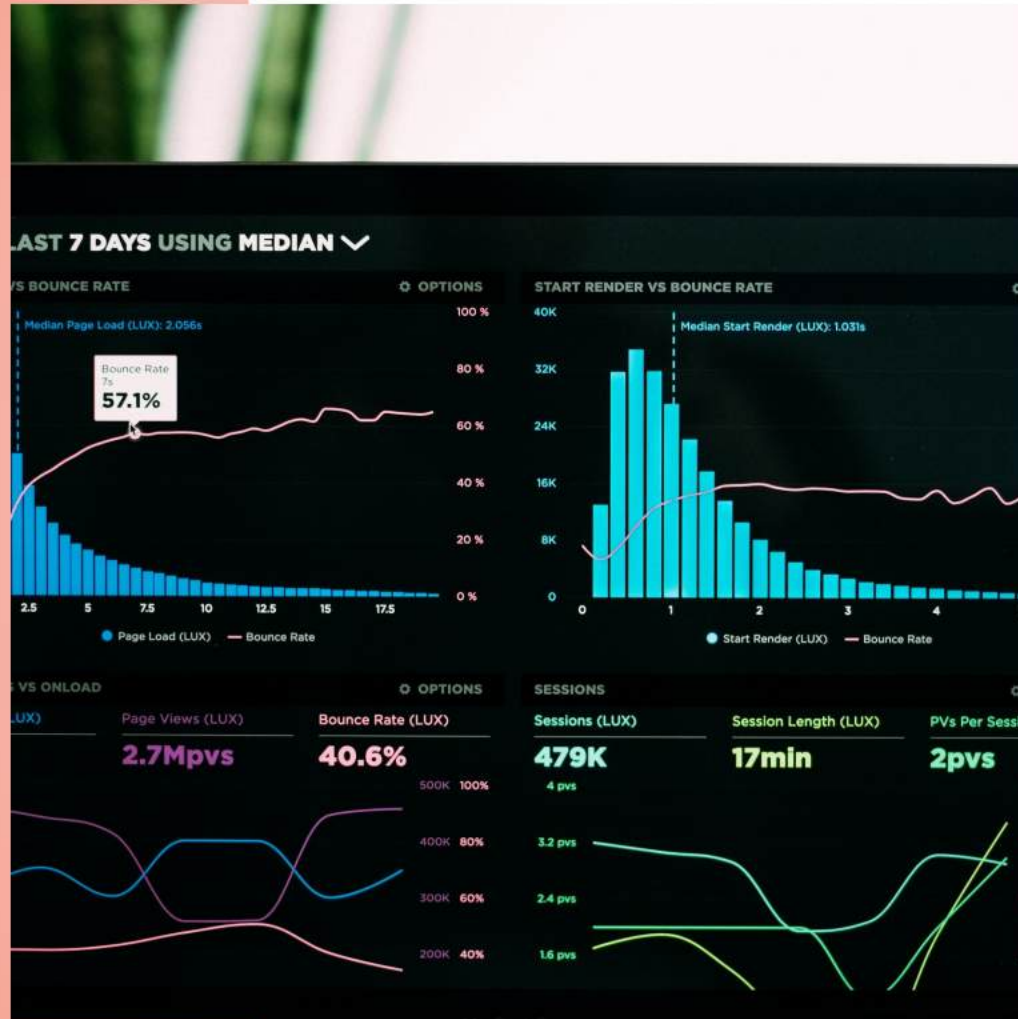 LAST 7 DAYS USING MEDIAN
VS BOUNCE RATE
OPTIONS
Median Page Load (LUX): 2.056s
Bounce Rate
7s
57.1%
100 %
80 %
60 %
40 %
20 %
0 %
2.5 5 7.5 10 12.5 15 17.5
Page Load (LUX) Bounce Rate
START RENDER VS BOUNCE RATE
40K
Median Start Render (LUX): 1.031s
32K
24K
16K
8K
0
0 1 2 3 4
Start Render (LUX) Bounce Rate
VS ONLOAD
OPTIONS
LUX)
Page Views (LUX)
2.7Mpvs
Bounce Rate (LUX)
40.6%
500K 100%
400K 80%
300K 60%
200K 40%
SESSIONS
Sessions (LUX)
479K
Session Length (LUX)
17min
PVs Per Sess
2pvs
4 pvs
3.2 pvs
2.4 pvs
1.6 pvs